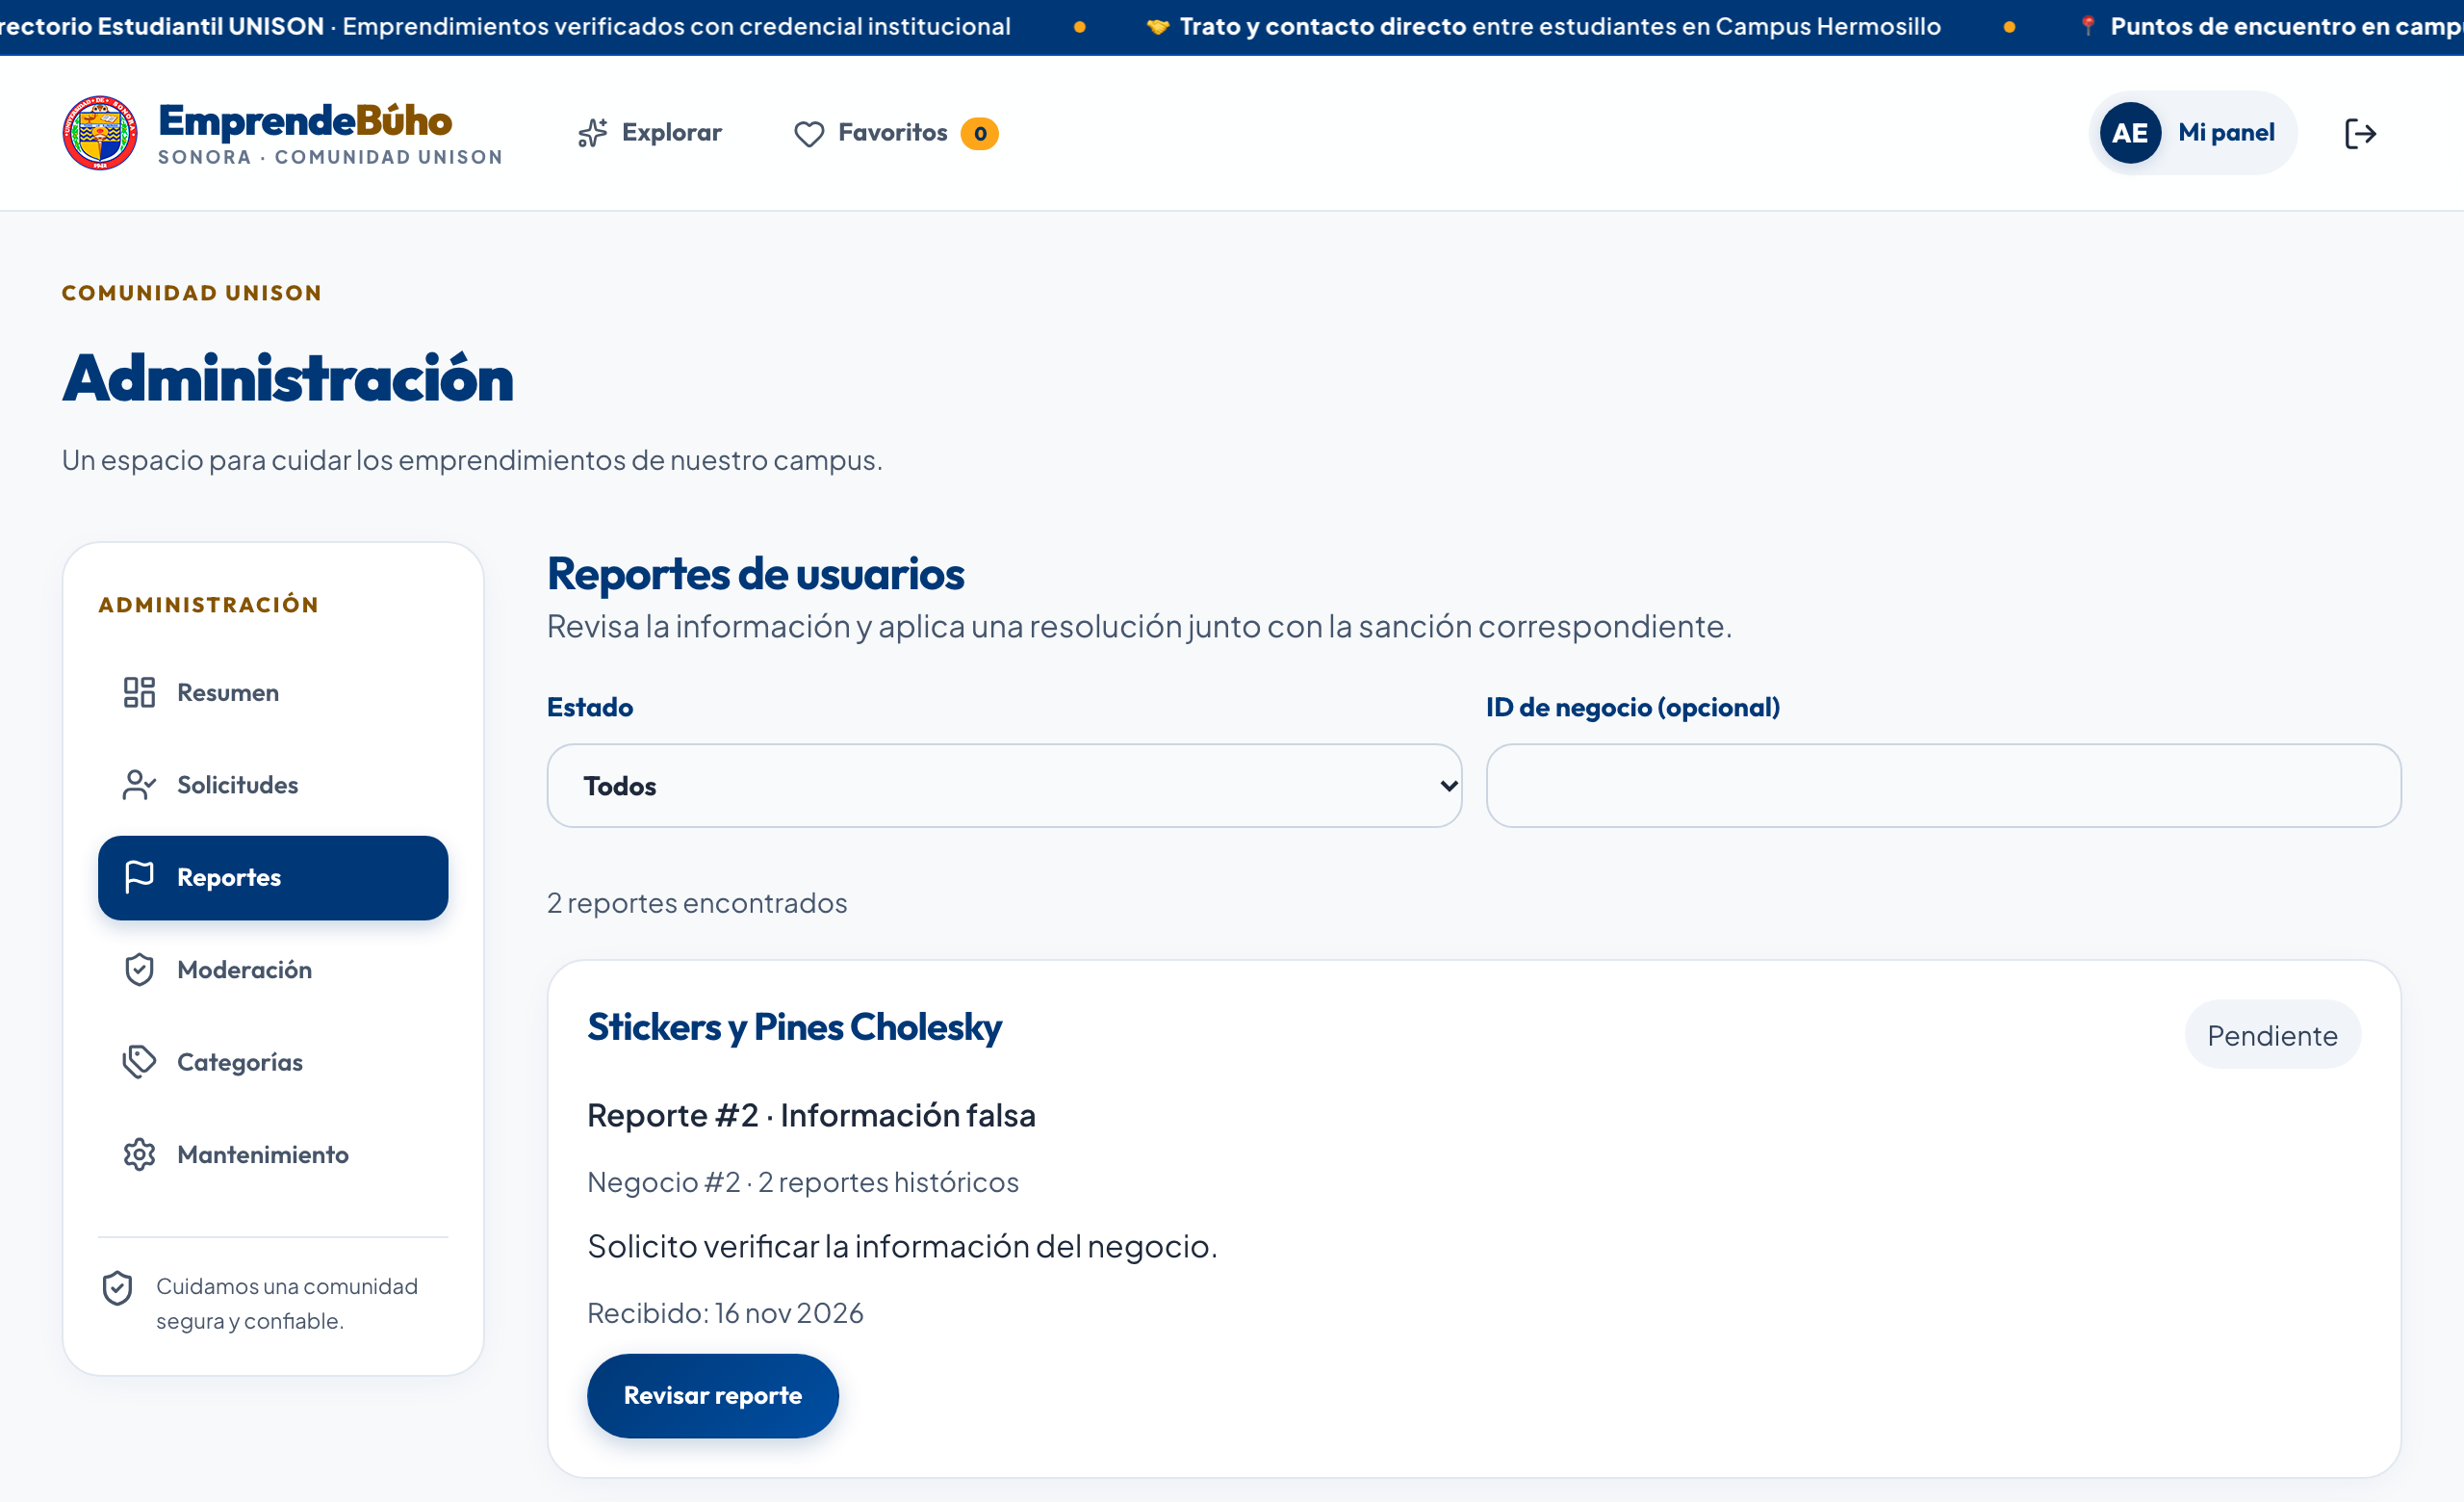 rectorio Estudiantil UNISON · Emprendimientos verificados con credencial institucional
Trato y contacto directo entre estudiantes en Campus Hermosillo
Puntos de encuentro en camp
EmprendeBúho
SONORA · COMUNIDAD UNISON
Explorar
Favoritos 0
AE Mi panel
COMUNIDAD UNISON
Administración
Un espacio para cuidar los emprendimientos de nuestro campus.
ADMINISTRACIÓN
Resumen
Solicitudes
Reportes
Moderación
Categorías
Mantenimiento
Cuidamos una comunidad
segura y confiable.
Reportes de usuarios
Revisa la información y aplica una resolución junto con la sanción correspondiente.
Estado
ID de negocio (opcional)
Todos
2 reportes encontrados
Stickers y Pines Cholesky
Pendiente
Reporte #2 · Información falsa
Negocio #2 · 2 reportes históricos
Solicito verificar la información del negocio.
Recibido: 16 nov 2026
Revisar reporte